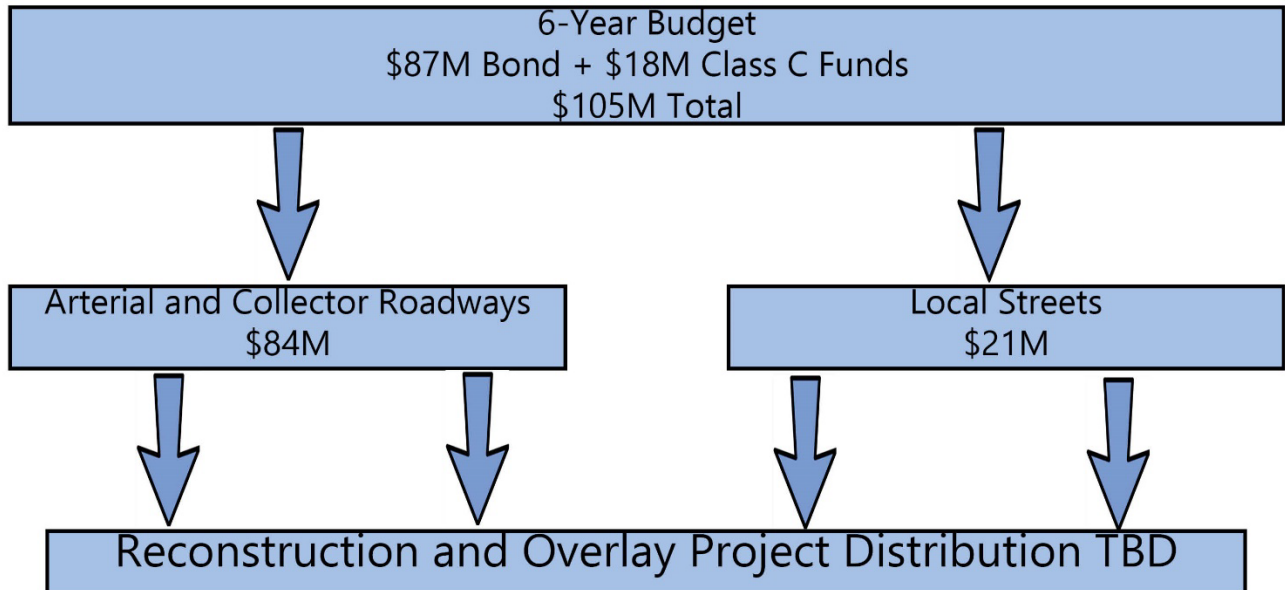 6-Year Budget
$87M Bond + $18M Class C Funds
$105M Total
Arterial and Collector Roadways
$84M
Local Streets
$21M
Reconstruction and Overlay Project Distribution TBD